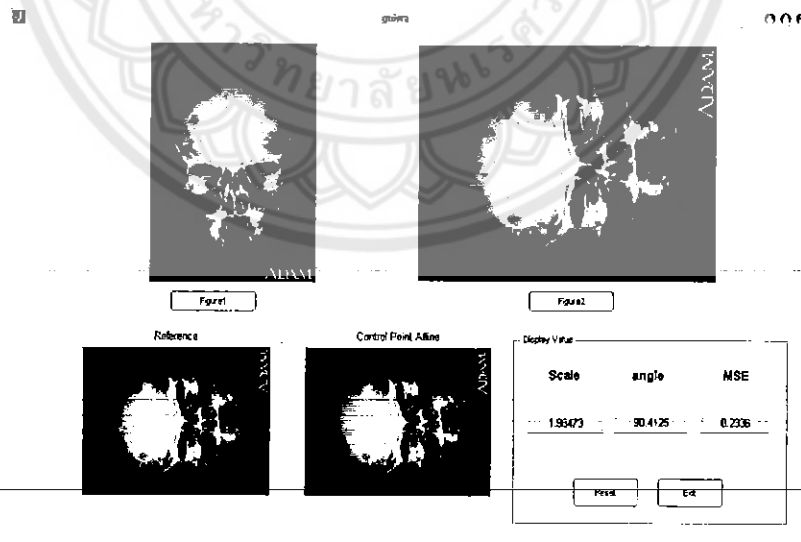 ADAM
ADAM
Figure1
Figure2
Reference
Control Point Affine
ADAM
ADAM
Display Value
Scale angle MSE
1.93473 90.4125 0.2336
Reset Exit